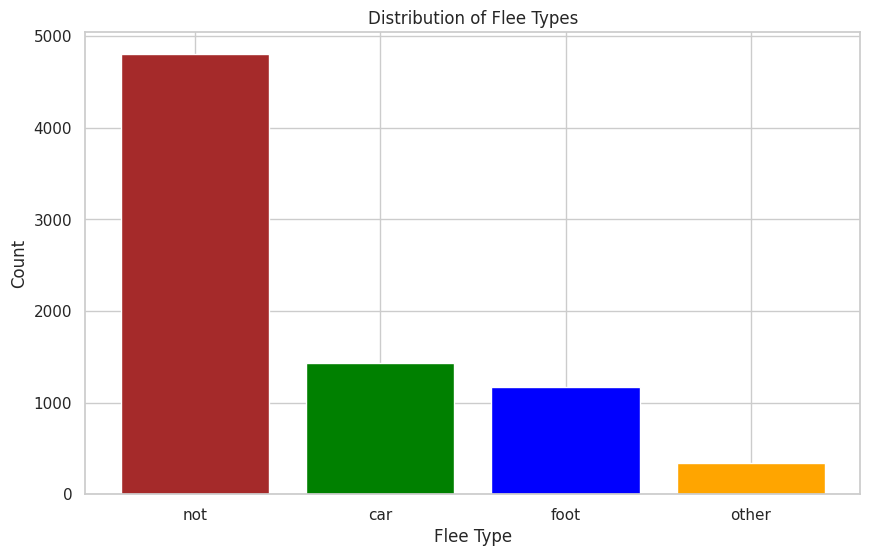 Distribution of Flee Types
5000
4000
3000
2000
1000
0
Count
not car foot other
Flee Type